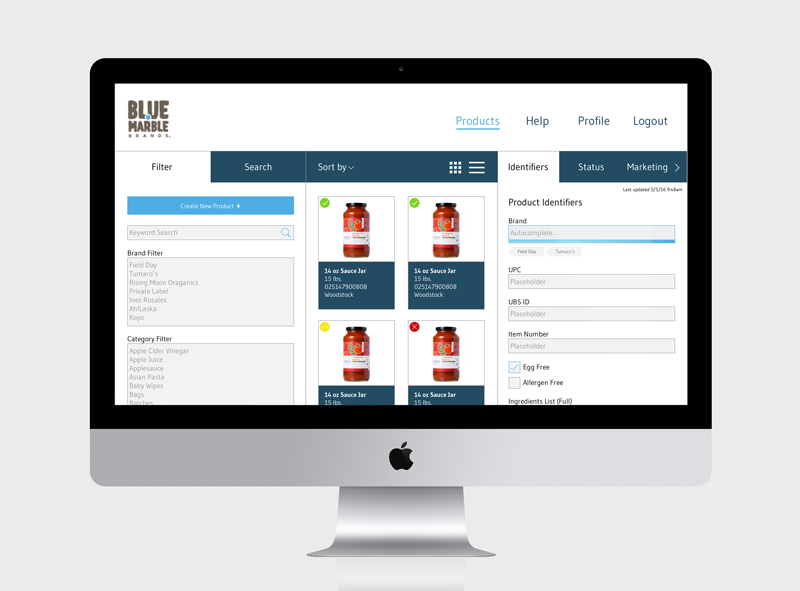 BLUE
MARBLE
BRANDS
Products
Help
Profile
Logout
Filter
Search
Sort by
Identifiers
Status
Marketing
Last updated 5/5/16 9:48am
Create New Product +
Keyword Search
Brand Filter
Field Day
Tumaro's
Rising Moon Oraganics
Private Label
Ines Rosales
Ah!Laska
Koyo
Category Filter
Apple Cider Vinegar
Apple Juice
Applesauce
Asian Pasta
Baby Wipes
Bags
Batches
14 oz Sauce Jar
15 lbs.
025147900808
Woodstock
14 oz Sauce Jar
15 lbs.
025147900808
Woodstock
14 oz Sauce Jar
15 lbs.
14 oz Sauce Jar
15 lbs.
Product Identifiers
Brand
Autocomplete...
Field Day
Tumaro's
UPC
Placeholder
UBS ID
Placeholder
Item Number
Placeholder
Egg Free
Allergen Free
Ingredients List (Full)